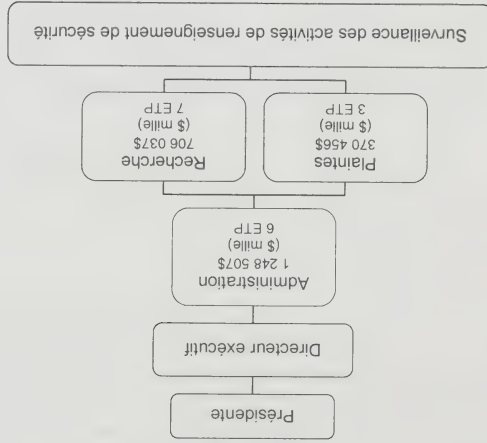 Présidente
Directeur exécutif
Administration
1 248 507$
($ mille)
6 ETP
Plaintes
370 456$
($ mille)
3 ETP
Recherche
706 037$
($ mille)
7 ETP
Surveillance des activités de renseignement de sécurité